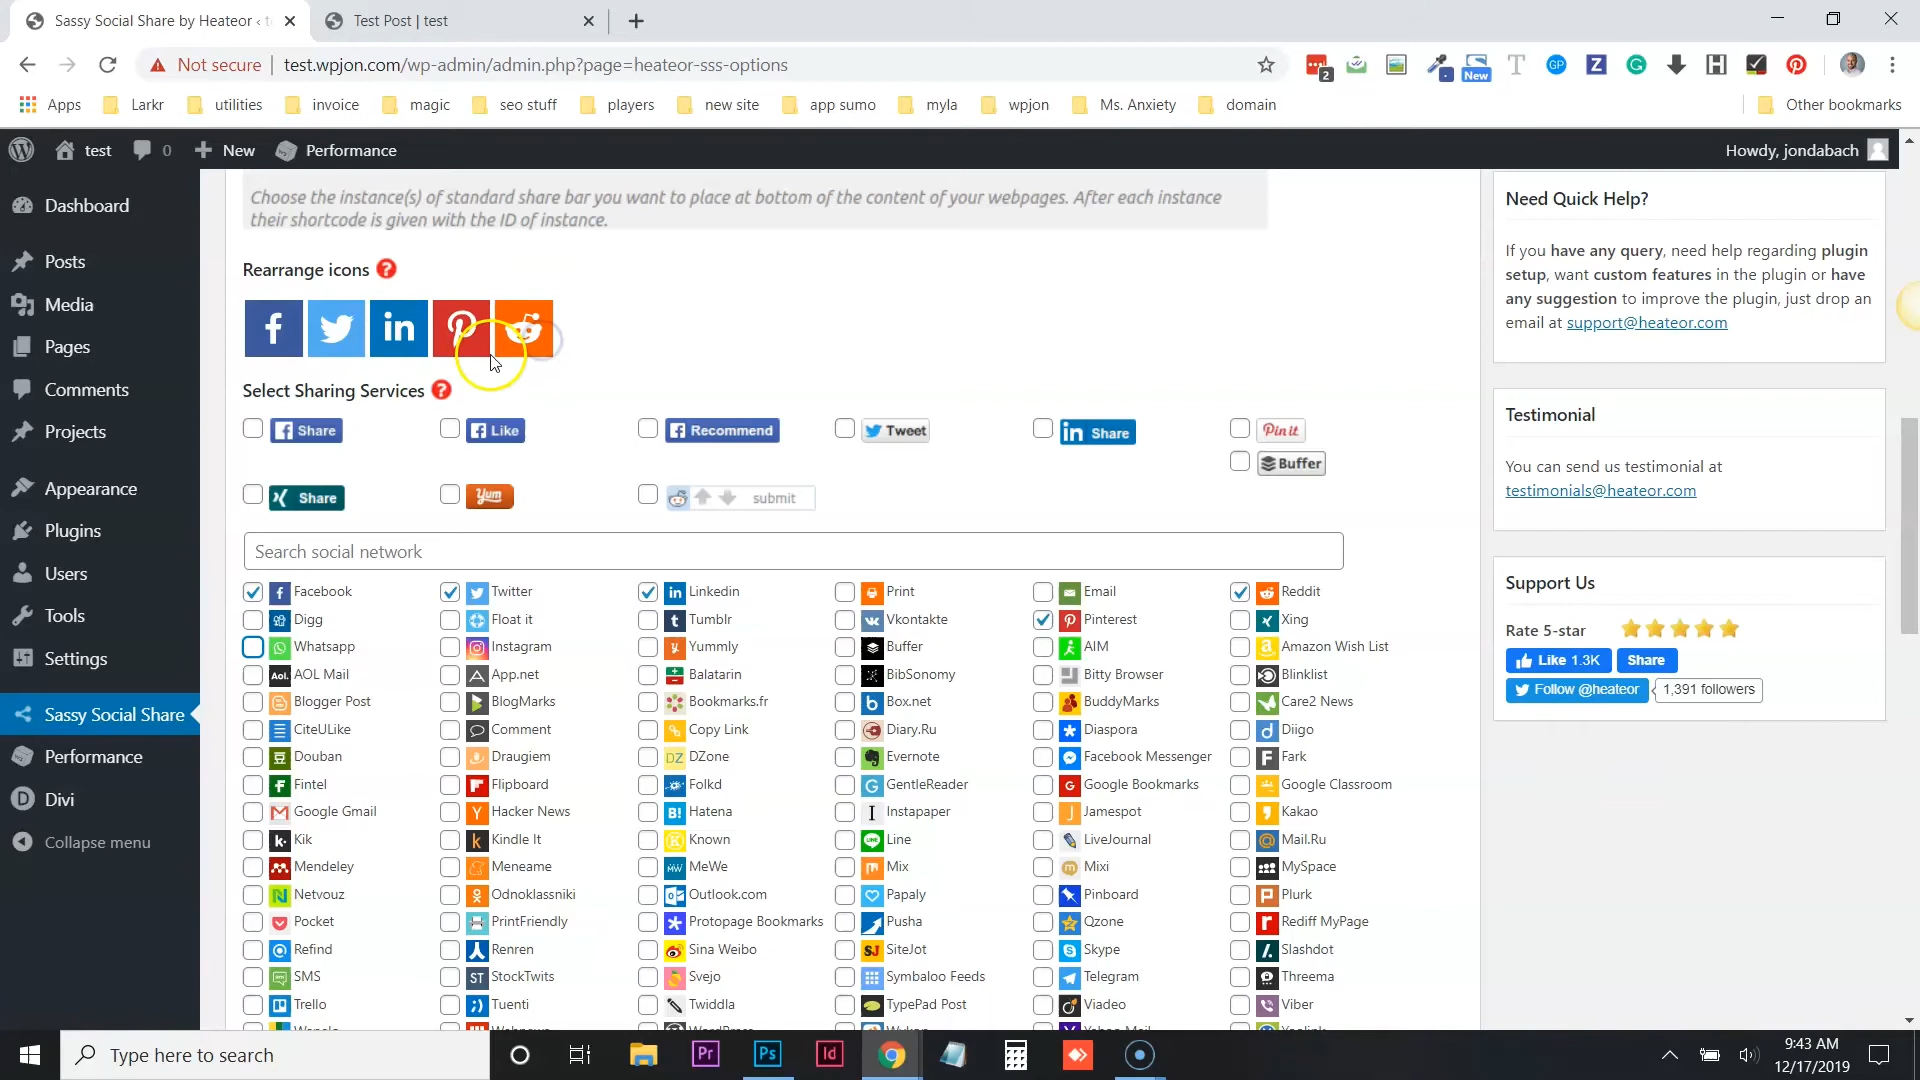 Sassy Social Share by Heateor ‹ t
Test Post | test
Not secure
test.wpjon.com/wp-admin/admin.php?page=heateor-sss-options
2
New
T
GP
Z
G
H
Apps
Larkr
utilities
invoice
magic
seo stuff
players
new site
app sumo
myla
wpjon
Ms. Anxiety
domain
Other bookmarks
test
0
New
Performance
Howdy, jondabach
Dashboard
Posts
Media
Pages
Comments
Projects
Appearance
Plugins
Users
Tools
Settings
Sassy Social Share
Performance
Divi
Collapse menu
Choose the instance(s) of standard share bar you want to place at bottom of the content of your webpages. After each instance
their shortcode is given with the ID of instance.
Rearrange icons ?
Select Sharing Services ?
Share Like Recommend Tweet Share Pin it
Buffer
Share Yum submit
Search social network
Facebook Twitter Linkedin Print Email Reddit
Digg Float it Tumblr Vkontakte Pinterest Xing
Whatsapp Instagram Yummly Buffer AIM Amazon Wish List
AOL Mail App.net Balatarin BibSonomy Bitty Browser Blinklist
Blogger Post BlogMarks Bookmarks.fr Box.net BuddyMarks Care2 News
CiteULike Comment Copy Link Diary.Ru Diaspora Diigo
Douban Draugiem DZone Evernote Facebook Messenger Fark
Fintel Flipboard Folkd GentleReader Google Bookmarks Google Classroom
Google Gmail Hacker News Hatena Instapaper Jamespot Kakao
Kik Kindle It Known Line LiveJournal Mail.Ru
Mendeley Meneame MeWe Mix Mixi MySpace
Netvouz Odnoklassniki Outlook.com Papaly Pinboard Plurk
Pocket PrintFriendly Protopage Bookmarks Pusha Qzone Rediff MyPage
Refind Renren Sina Weibo SiteJot Skype Slashdot
SMS StockTwits Svejo Symbaloo Feeds Telegram Threema
Trello Tuenti Twiddla TypePad Post Viadeo Viber
Need Quick Help?
If you have any query, need help regarding plugin
setup, want custom features in the plugin or have
any suggestion to improve the plugin, just drop an
email at support@heateor.com
Testimonial
You can send us testimonial at
testimonials@heateor.com
Support Us
Rate 5-star
Like 1.3K Share
Follow @heateor 1,391 followers
Type here to search
Pr
Ps
Id
9:43 AM
12/17/2019